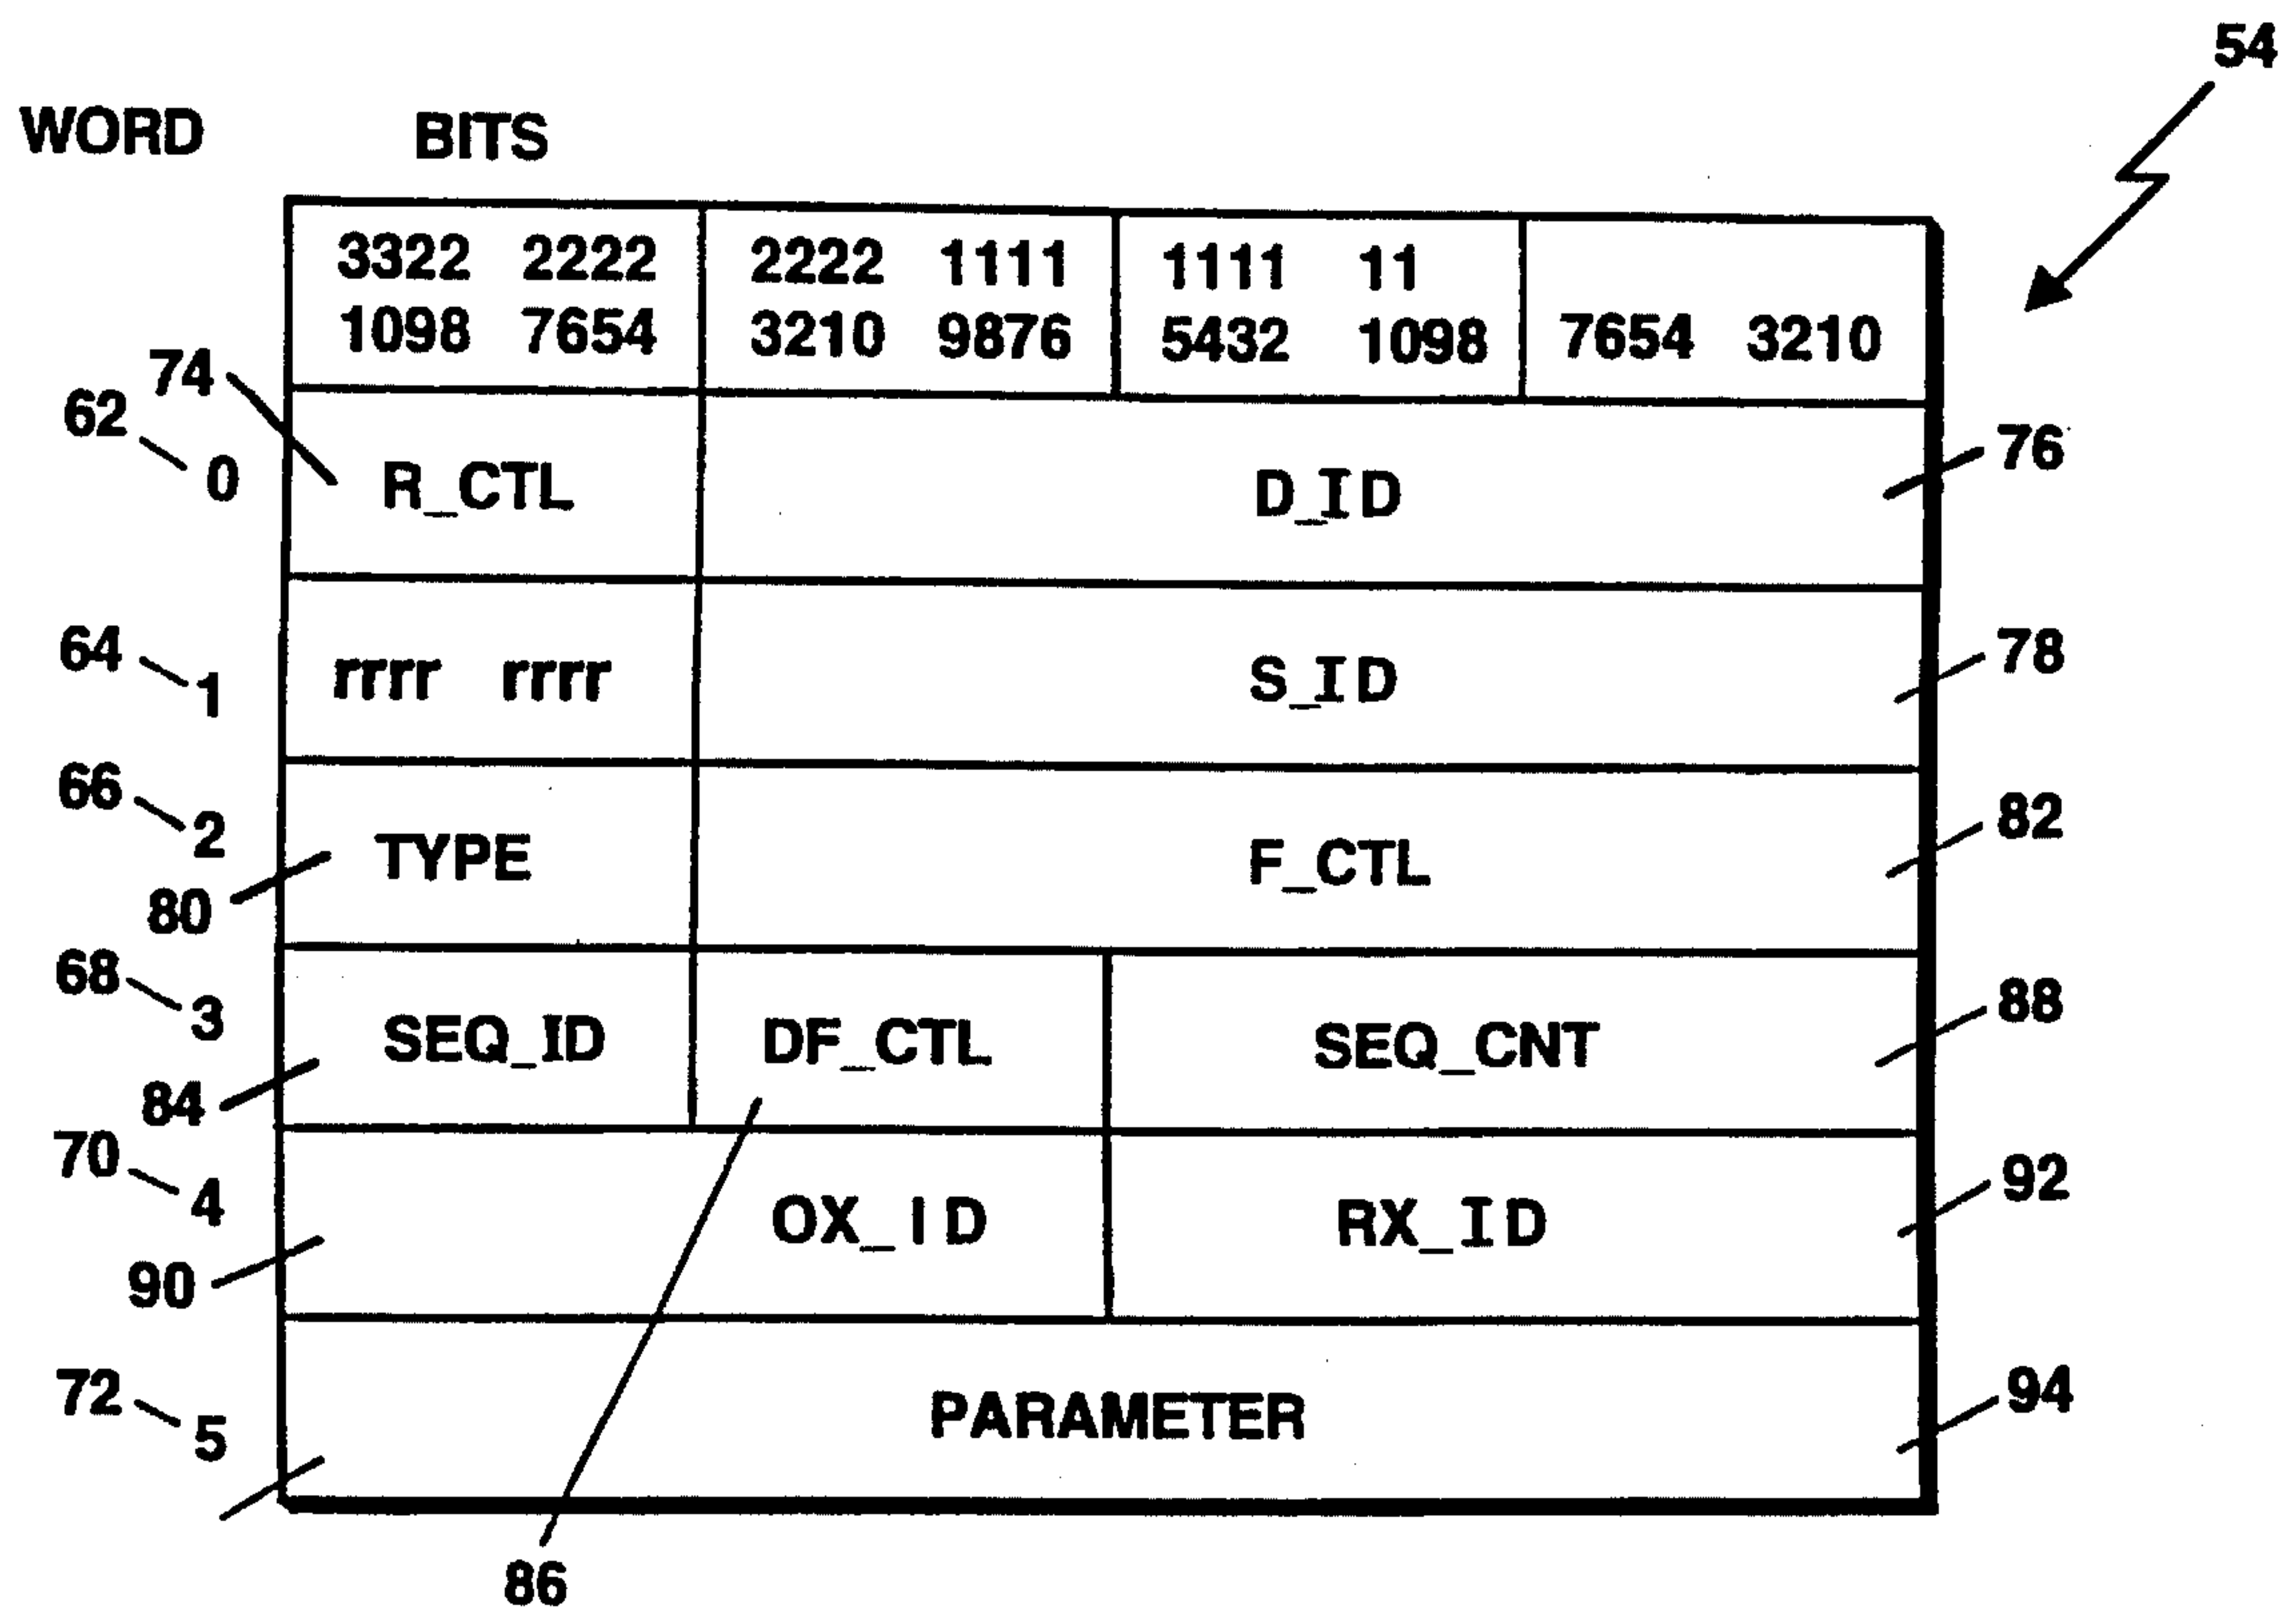 54
WORD BITS
3322 2222 2222 1111 1111 11
1098 7654 3210 9876 5432 1098 7654 3210
74
62 0 R_CTL D_ID 76
64 1 rrrr rrrr S_ID 78
66 2 TYPE F_CTL 82
80
68 3 SEQ_ID DF_CTL SEQ_CNT 88
84
70 4 OX_ID RX_ID 92
90
72 5 PARAMETER 94
86